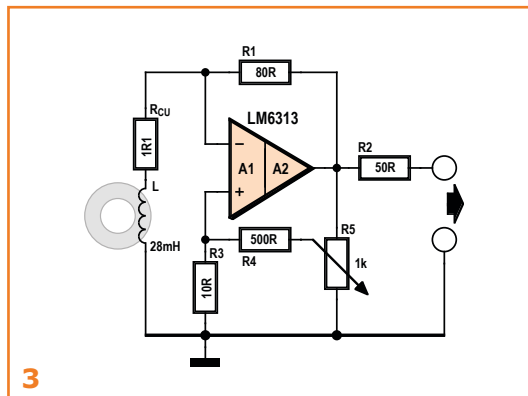 R1
80R
LM6313
RCU
1R1
R2
50R
A1
A2
−
+
L
28mH
R3
10R
500R
R4
R5
1k
3